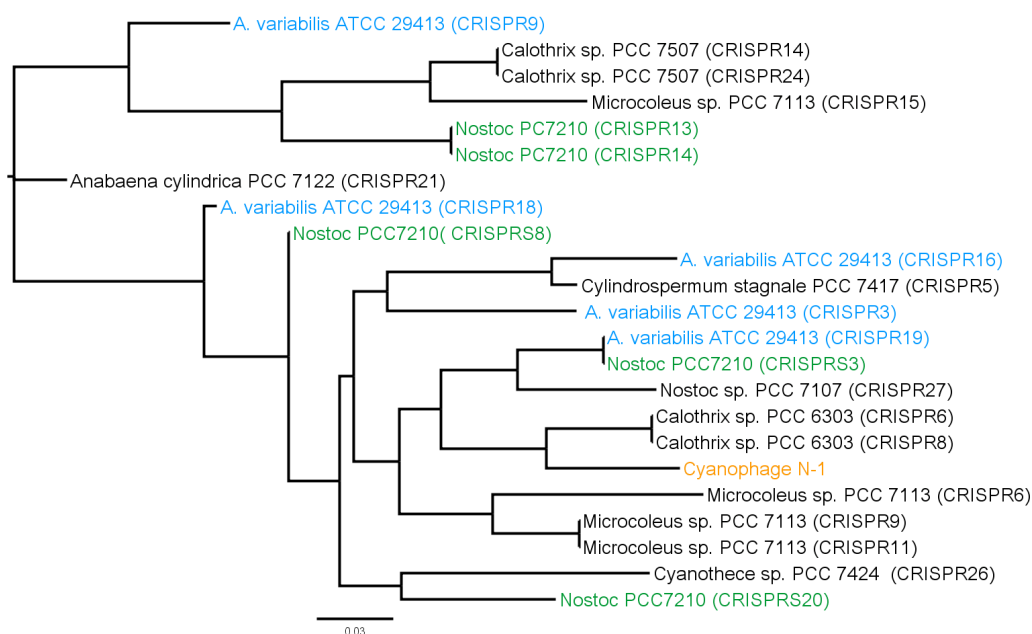 A. variabilis ATCC 29413 (CRISPR9)
Calothrix sp. PCC 7507 (CRISPR14)
Calothrix sp. PCC 7507 (CRISPR24)
Microcoleus sp. PCC 7113 (CRISPR15)
Nostoc PC7210 (CRISPR13)
Nostoc PC7210 (CRISPR14)
Anabaena cylindrica PCC 7122 (CRISPR21)
A. variabilis ATCC 29413 (CRISPR18)
Nostoc PCC7210( CRISPRS8)
A. variabilis ATCC 29413 (CRISPR16)
Cylindrospermum stagnale PCC 7417 (CRISPR5)
A. variabilis ATCC 29413 (CRISPR3)
A. variabilis ATCC 29413 (CRISPR19)
Nostoc PCC7210 (CRISPRS3)
Nostoc sp. PCC 7107 (CRISPR27)
Calothrix sp. PCC 6303 (CRISPR6)
Calothrix sp. PCC 6303 (CRISPR8)
Cyanophage N-1
Microcoleus sp. PCC 7113 (CRISPR6)
Microcoleus sp. PCC 7113 (CRISPR9)
Microcoleus sp. PCC 7113 (CRISPR11)
Cyanothece sp. PCC 7424 (CRISPR26)
Nostoc PCC7210 (CRISPRS20)
0.03